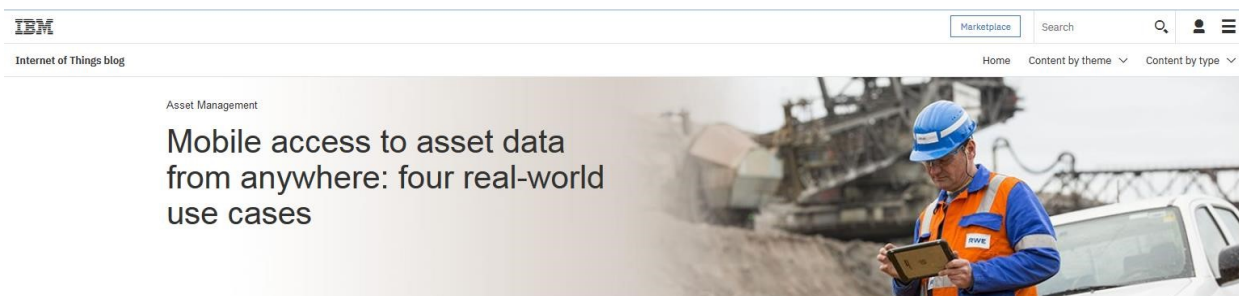 IBM
Marketplace
Search
Internet of Things blog
Home
Content by theme
Content by type
Asset Management
Mobile access to asset data
from anywhere: four real-world
use cases
RWE